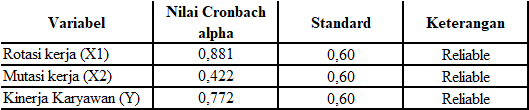 Variabel Nilai Cronbach alpha Standard Keterangan
Rotasi kerja (X1) 0,881 0,60 Reliable
Mutasi kerja (X2) 0,422 0,60 Reliable
Kinerja Karyawan (Y) 0,772 0,60 Reliable